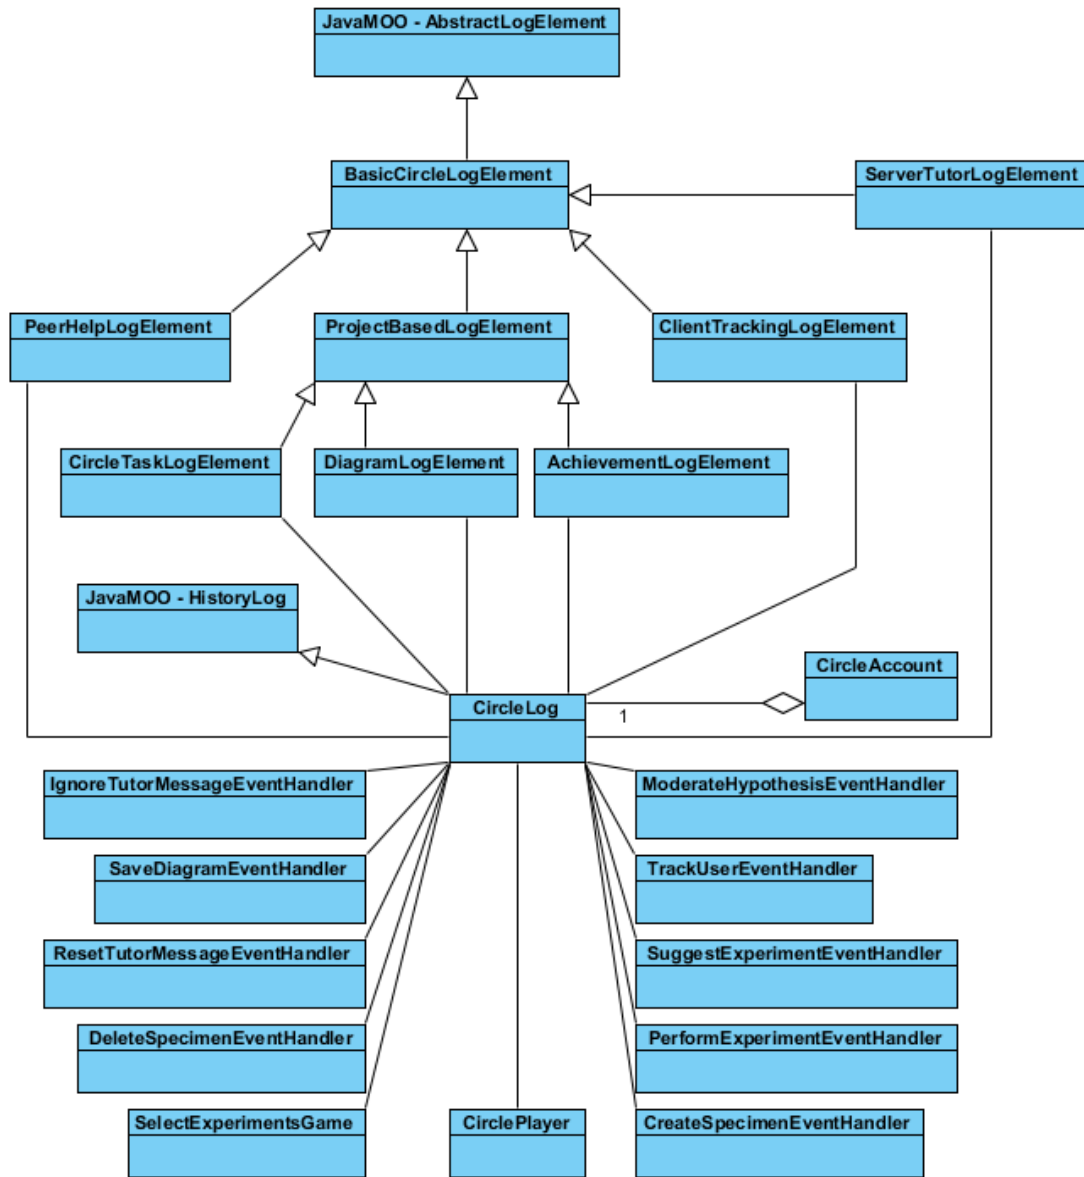 JavaMOO - AbstractLogElement
BasicCircleLogElement
ServerTutorLogElement
PeerHelpLogElement
ProjectBasedLogElement
ClientTrackingLogElement
CircleTaskLogElement
DiagramLogElement
AchievementLogElement
JavaMOO - HistoryLog
CircleAccount
CircleLog
1
IgnoreTutorMessageEventHandler
ModerateHypothesisEventHandler
SaveDiagramEventHandler
TrackUserEventHandler
ResetTutorMessageEventHandler
SuggestExperimentEventHandler
DeleteSpecimenEventHandler
PerformExperimentEventHandler
SelectExperimentsGame
CirclePlayer
CreateSpecimenEventHandler